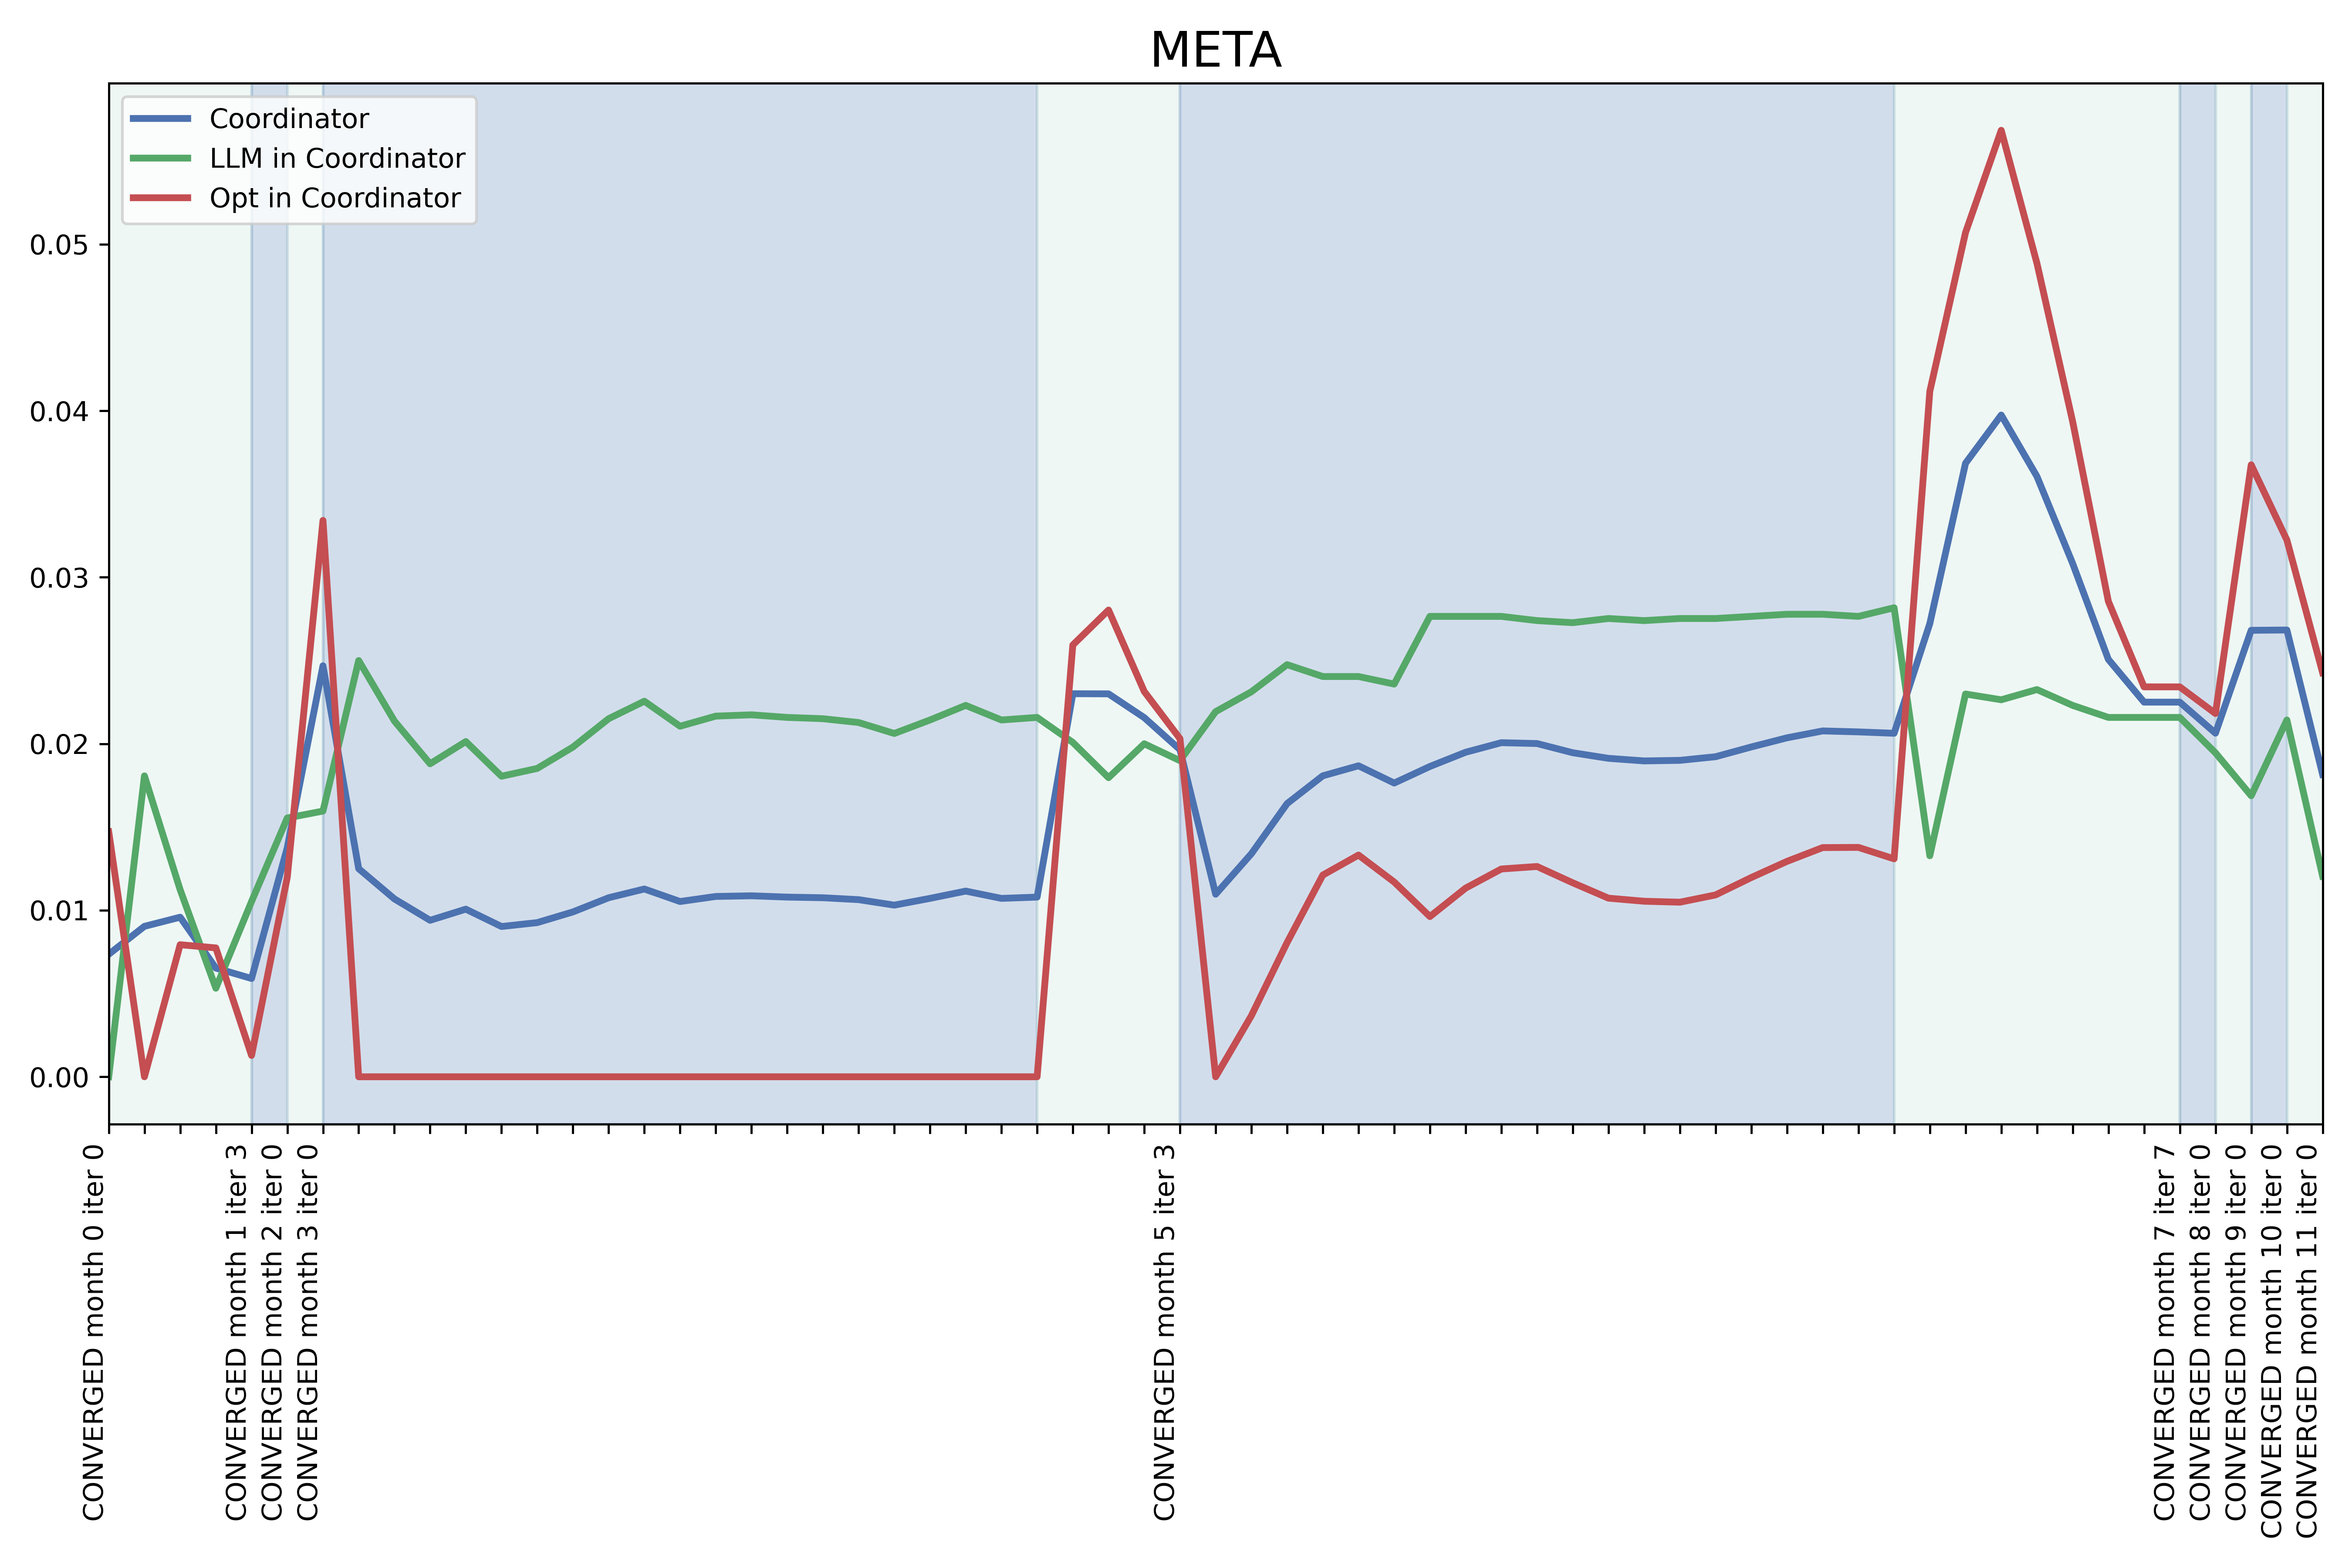 META
Coordinator
LLM in Coordinator
Opt in Coordinator
0.05
0.04
0.03
0.02
0.01
0.00
CONVERGED month 0 iter 0
CONVERGED month 1 iter 3
CONVERGED month 2 iter 0
CONVERGED month 3 iter 0
CONVERGED month 5 iter 3
CONVERGED month 7 iter 7
CONVERGED month 8 iter 0
CONVERGED month 9 iter 0
CONVERGED month 10 iter 0
CONVERGED month 11 iter 0